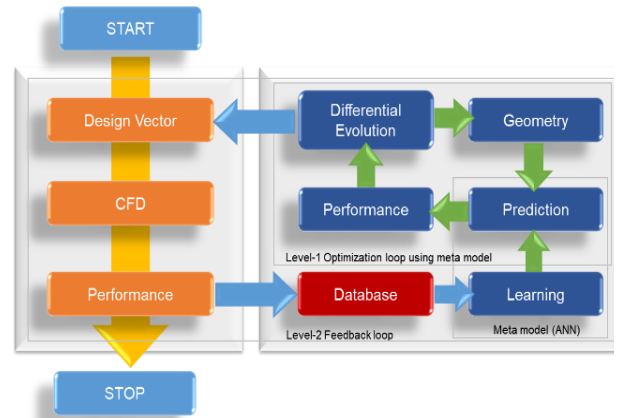 START
Design Vector
CFD
Performance
STOP
Differential
Evolution
Geometry
Performance
Prediction
Level-1 Optimization loop using meta model
Database
Learning
Level-2 Feedback loop
Meta model (ANN)